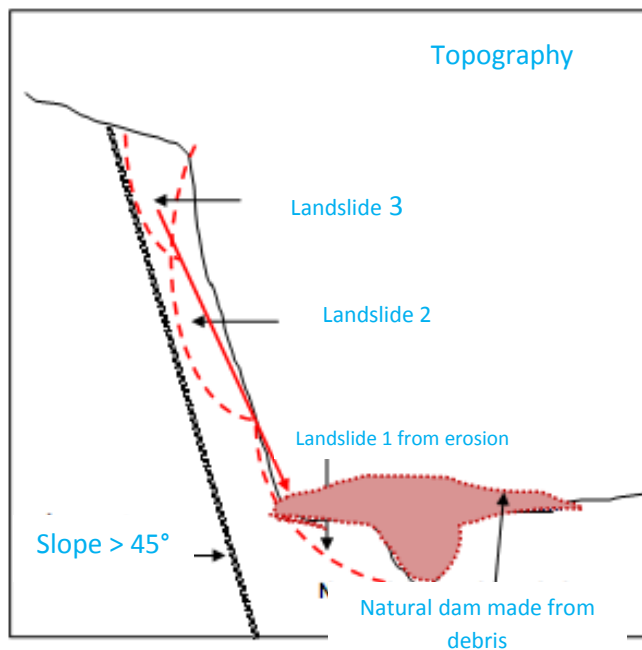 Topography
Landslide 3
Landslide 2
Landslide 1 from erosion
Slope > 45°
N
Natural dam made from
debris